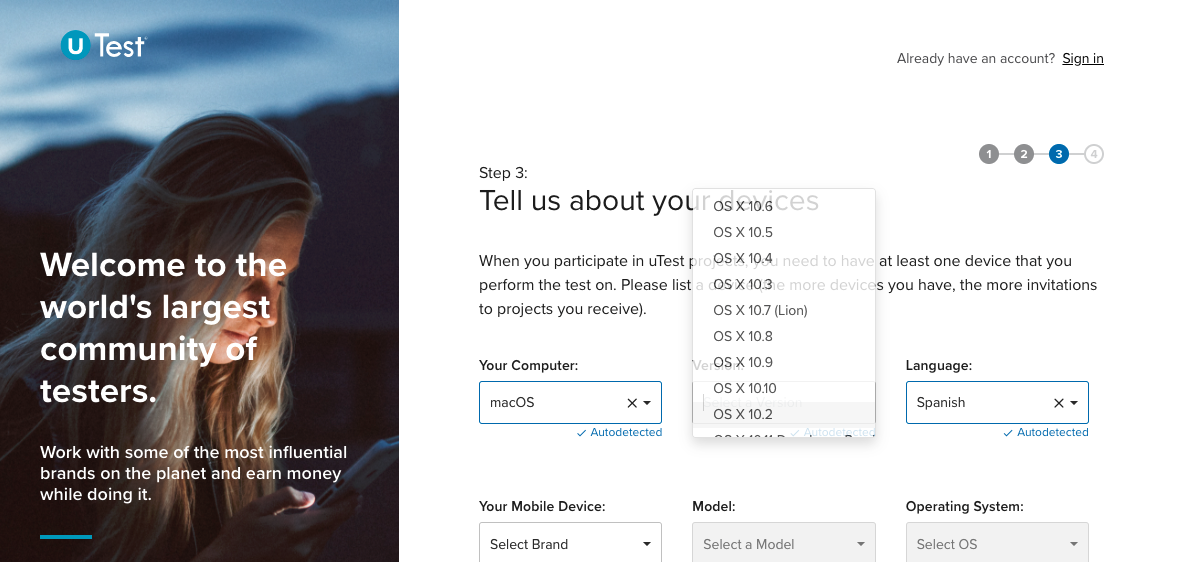 uTest
Already have an account? Sign in
1 2 3 4
Step 3:
Tell us about your devices
When you participate in uTest projects, you need to have at least one device that you
perform the test on. Please list a device (the more devices you have, the more invitations
to projects you receive).
Welcome to the
world's largest
community of
testers.
Work with some of the most influential
brands on the planet and earn money
while doing it.
Your Computer:
macOS
Autodetected
Version:
Select a Version
Autodetected
OS X 10.6
OS X 10.5
OS X 10.4
OS X 10.3
OS X 10.7 (Lion)
OS X 10.8
OS X 10.9
OS X 10.10
OS X 10.2
Language:
Spanish
Autodetected
Your Mobile Device:
Select Brand
Model:
Select a Model
Operating System:
Select OS